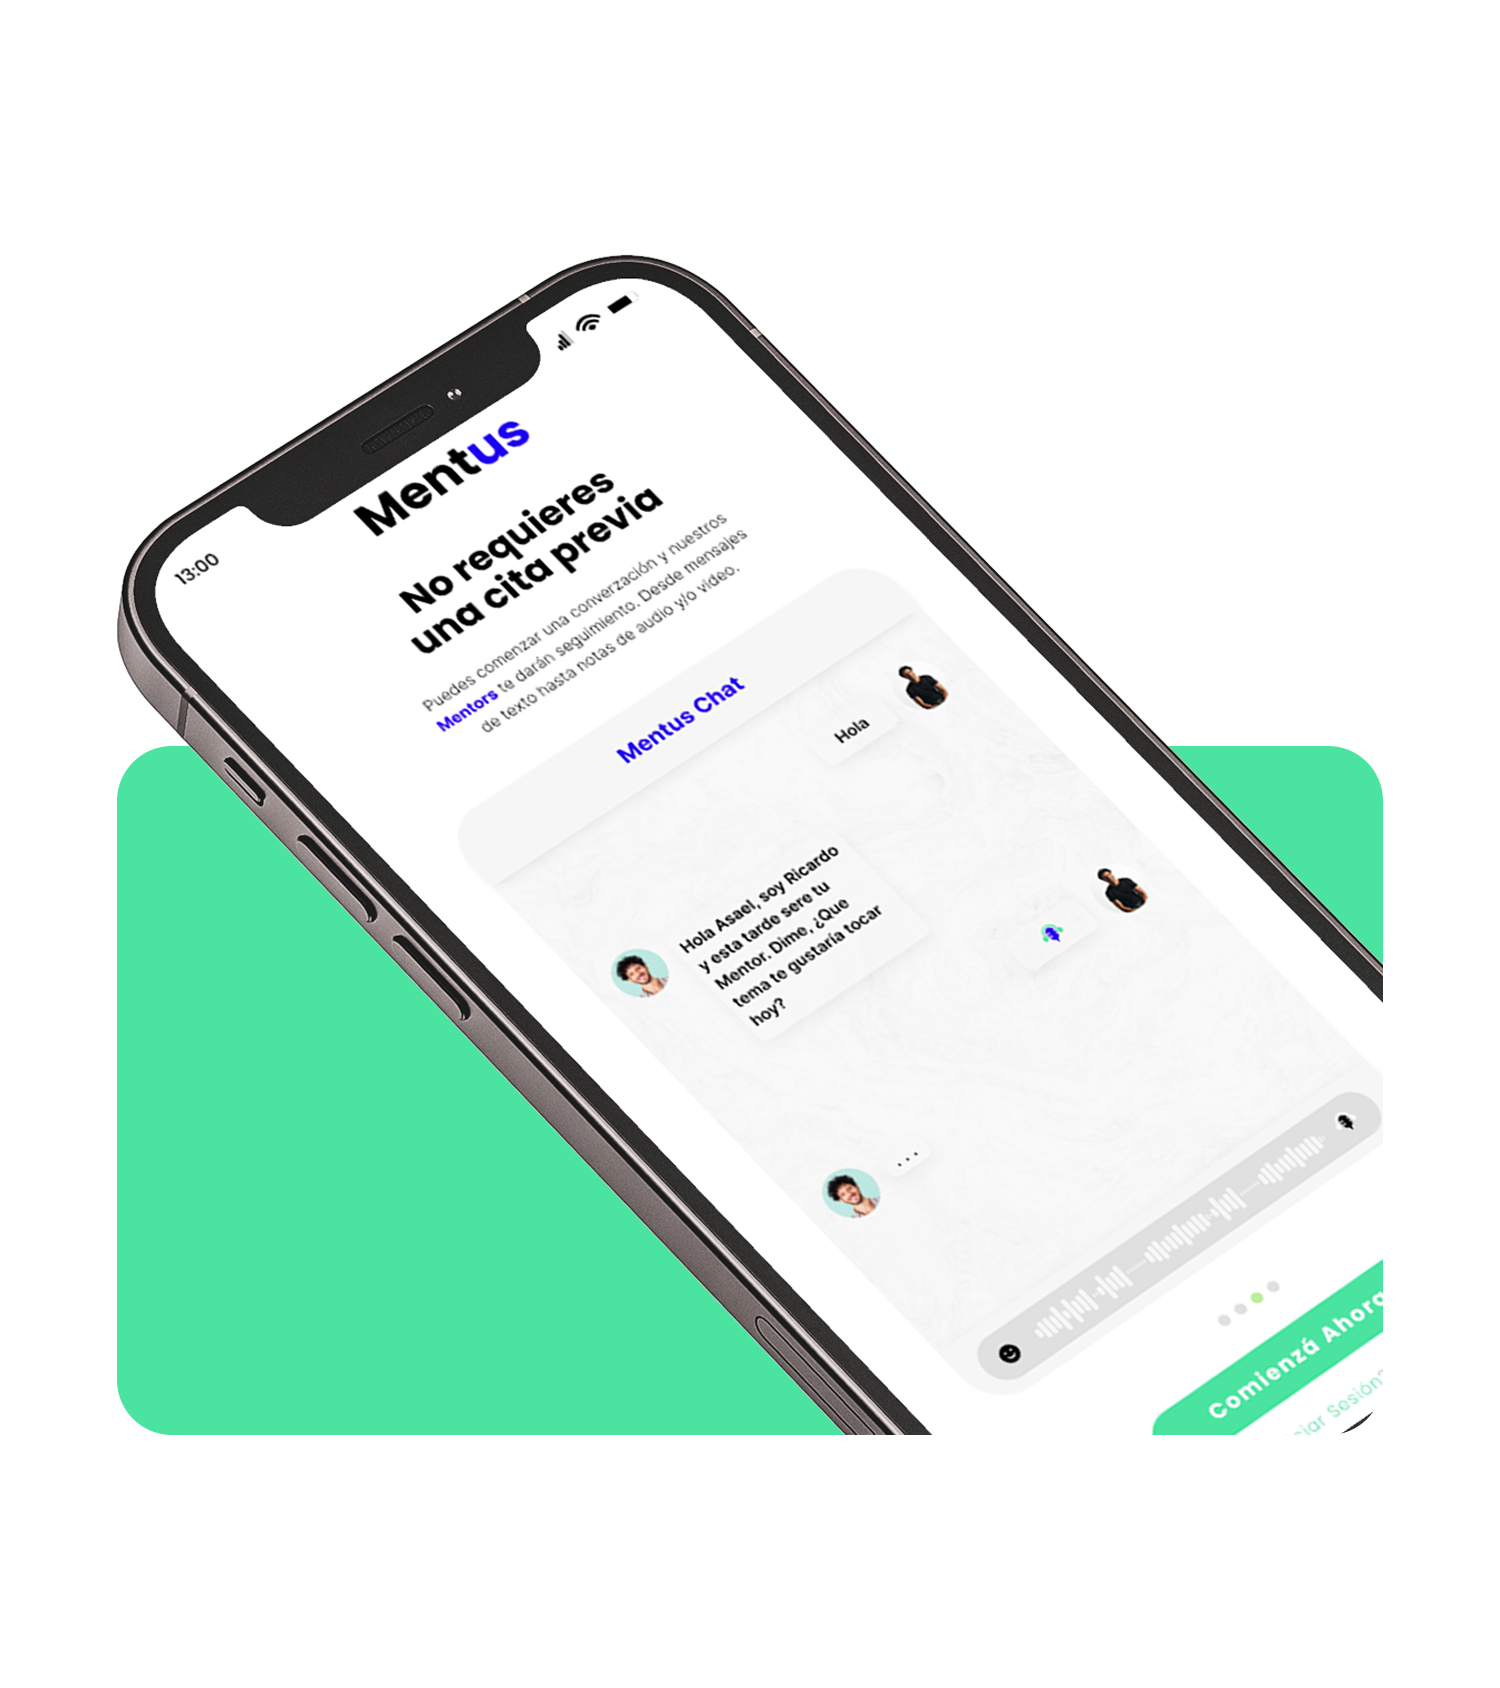 13:00
Mentus
No requieres
una cita previa
Puedes comenzar una converzación y nuestros
Mentors te darán seguimiento. Desde mensajes
de texto hasta notas de audio y/o video.
Mentus Chat
Hola
Hola Asael, soy Ricardo
y esta tarde sere tu
Mentor. Dime, ¿Que
tema te gustaría tocar
hoy?
...
Comienzá Ahora
Sesión?